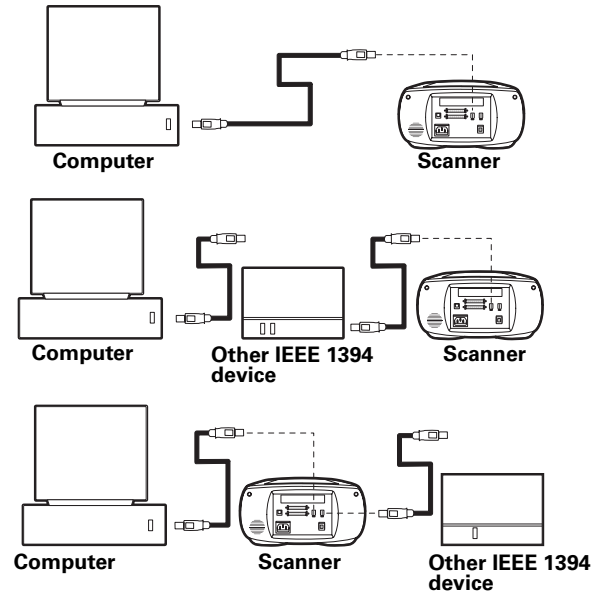 Computer
Scanner
Computer
Other IEEE 1394
device
Scanner
Computer
Scanner
Other IEEE 1394
device